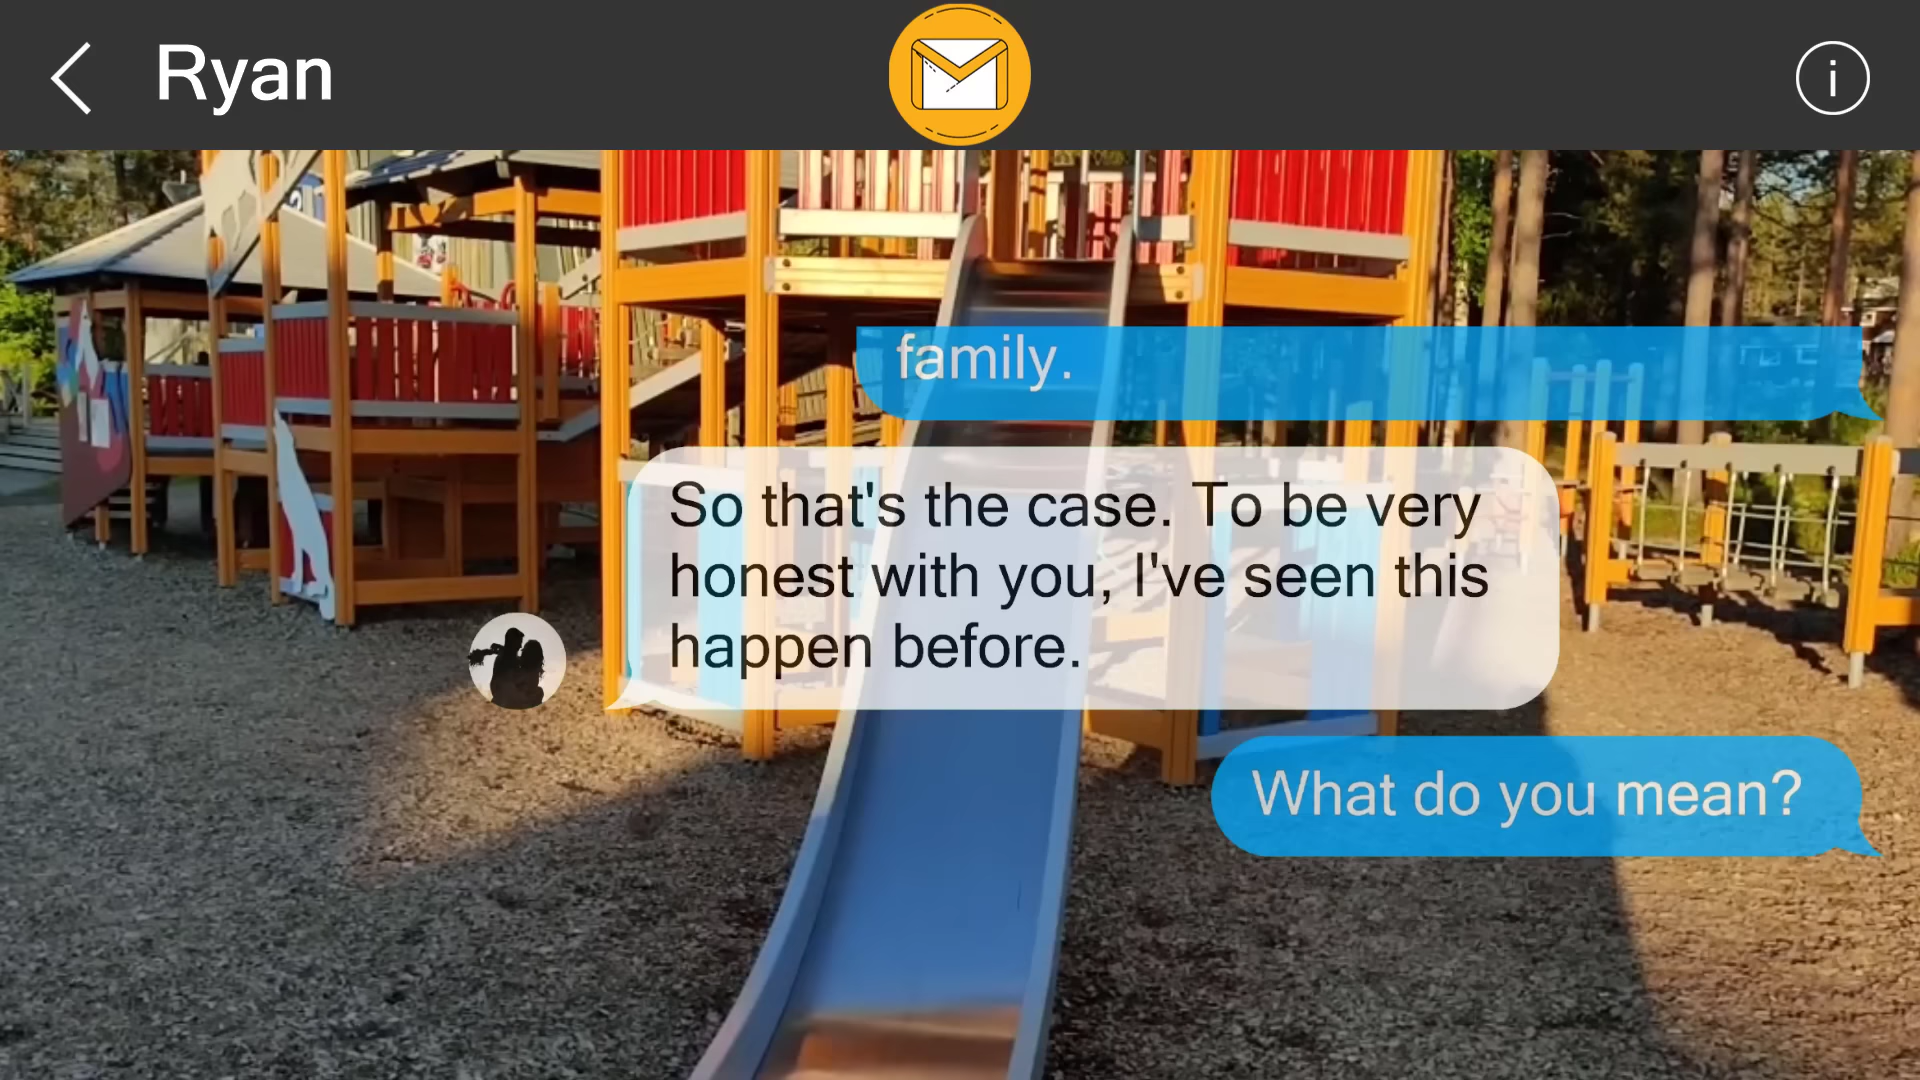 Ryan
family.
So that's the case. To be very
honest with you, I've seen this
happen before.
What do you mean?